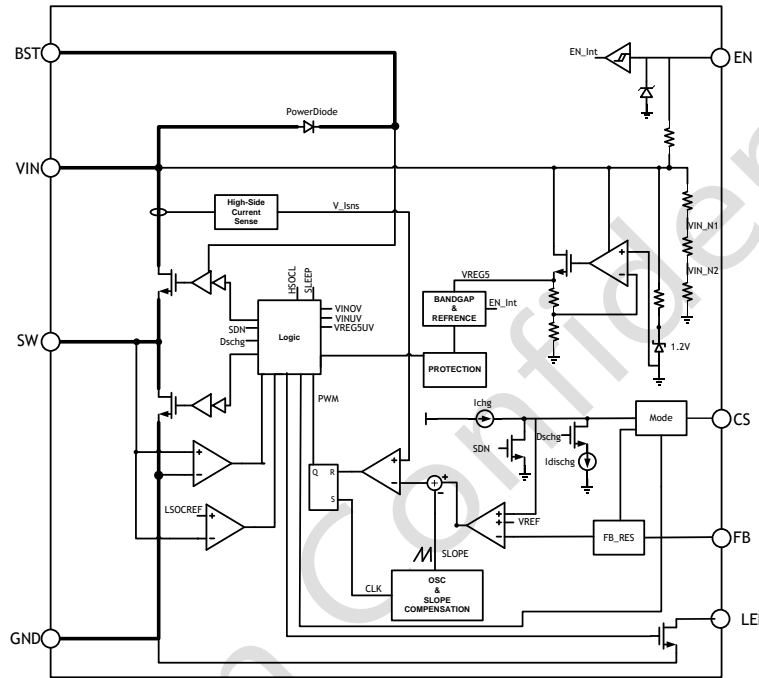 BST
EN_Int
EN
PowerDiode
VIN
High-Side
Current
Sense
V_Isns
VIN_N1
VREG5
VIN_N2
HSOCL
SLEEP
BANDGAP
&
REFRENCE
EN_Int
VINOV
VINUV
VREG5UV
SDN
Dschg
Logic
SW
1.2V
PROTECTION
PWM
Ichg
Mode
CS
SDN
Dschg
Idischg
+
-
Q
R
S
+
-
+
-
+
-
LSOCREF
+
-
+
+
-
VREF
FB_RES
FB
SLOPE
CLK
OSC
&
SLOPE
COMPENSATION
GND
LED
Confidential